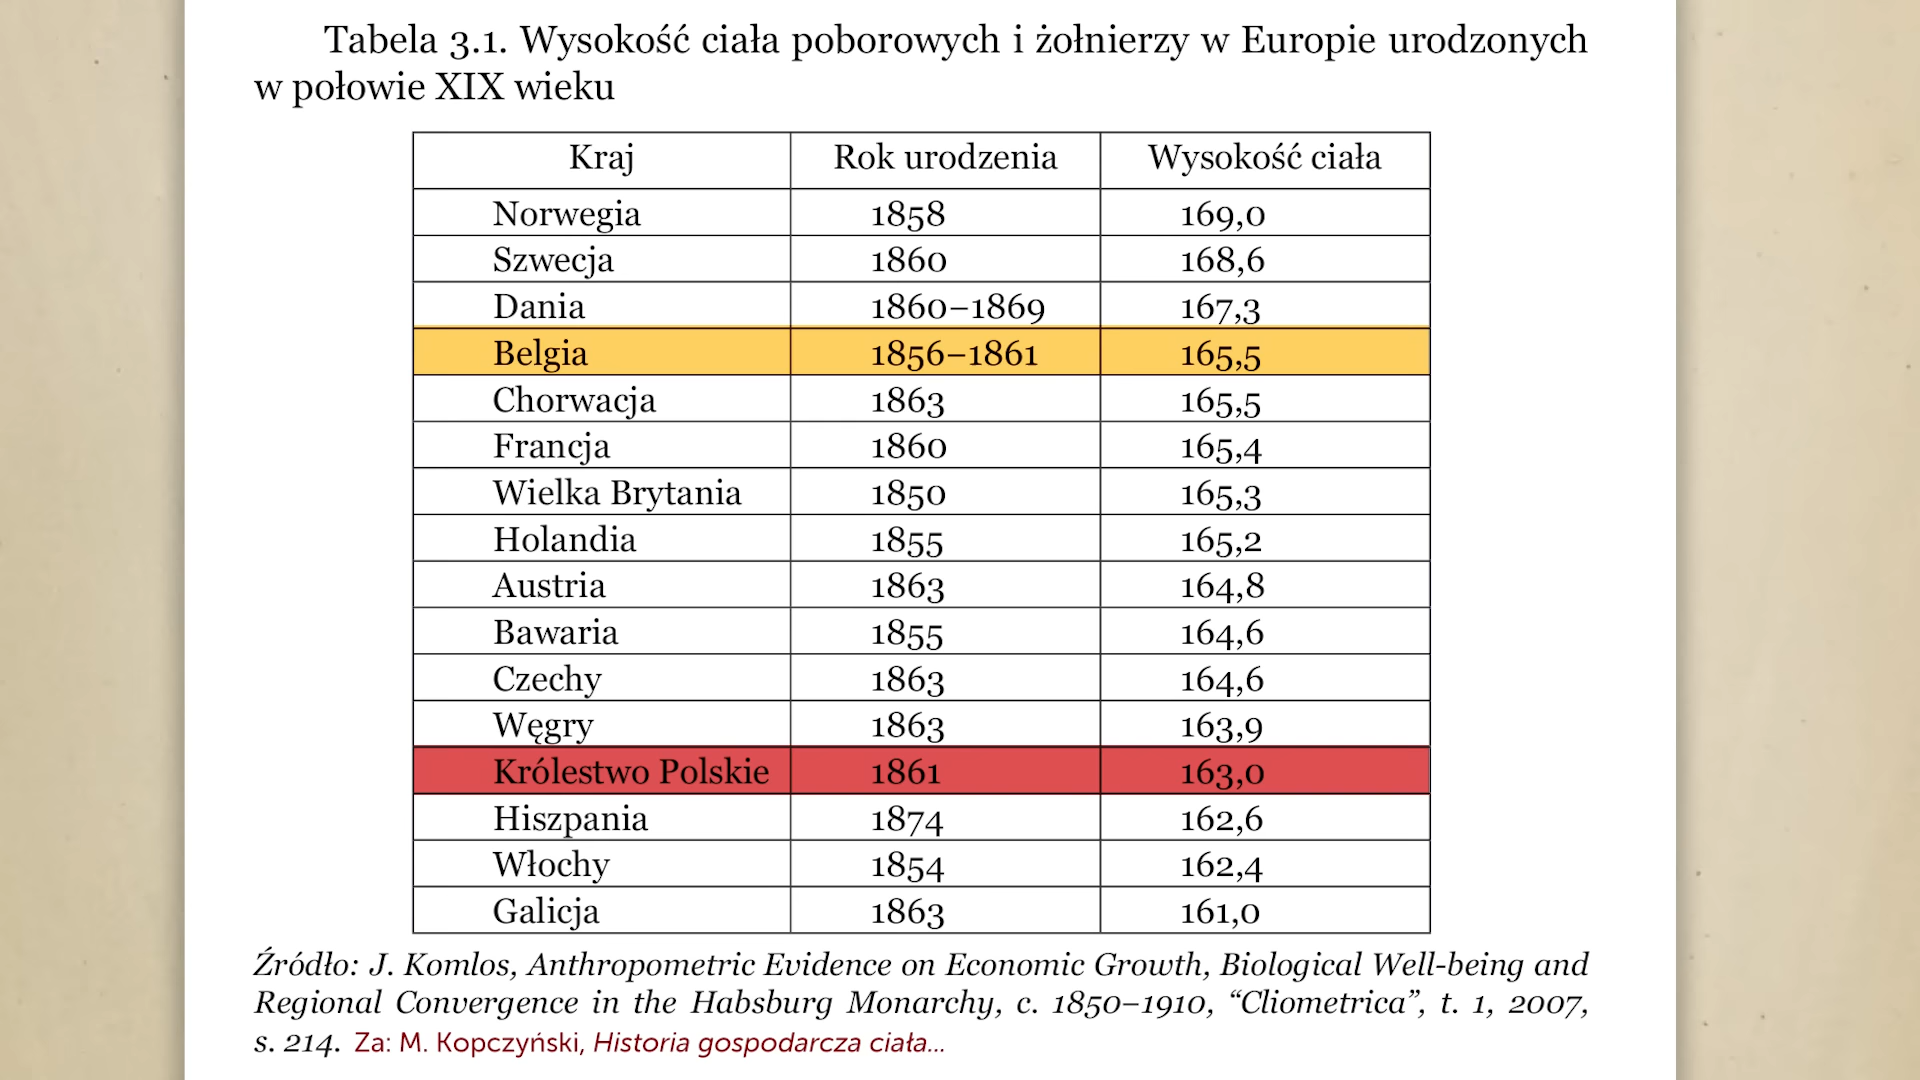 Tabela 3.1. Wysokość ciała poborowych i żołnierzy w Europie urodzonych
w połowie XIX wieku
Kraj Rok urodzenia Wysokość ciała
Norwegia 1858 169,0
Szwecja 1860 168,6
Dania 1860–1869 167,3
Belgia 1856–1861 165,5
Chorwacja 1863 165,5
Francja 1860 165,4
Wielka Brytania 1850 165,3
Holandia 1855 165,2
Austria 1863 164,8
Bawaria 1855 164,6
Czechy 1863 164,6
Węgry 1863 163,9
Królestwo Polskie 1861 163,0
Hiszpania 1874 162,6
Włochy 1854 162,4
Galicja 1863 161,0
Źródło: J. Komlos, Anthropometric Evidence on Economic Growth, Biological Well-being and
Regional Convergence in the Habsburg Monarchy, c. 1850–1910, “Cliometrica”, t. 1, 2007,
s. 214. Za: M. Kopczyński, Historia gospodarcza ciała...